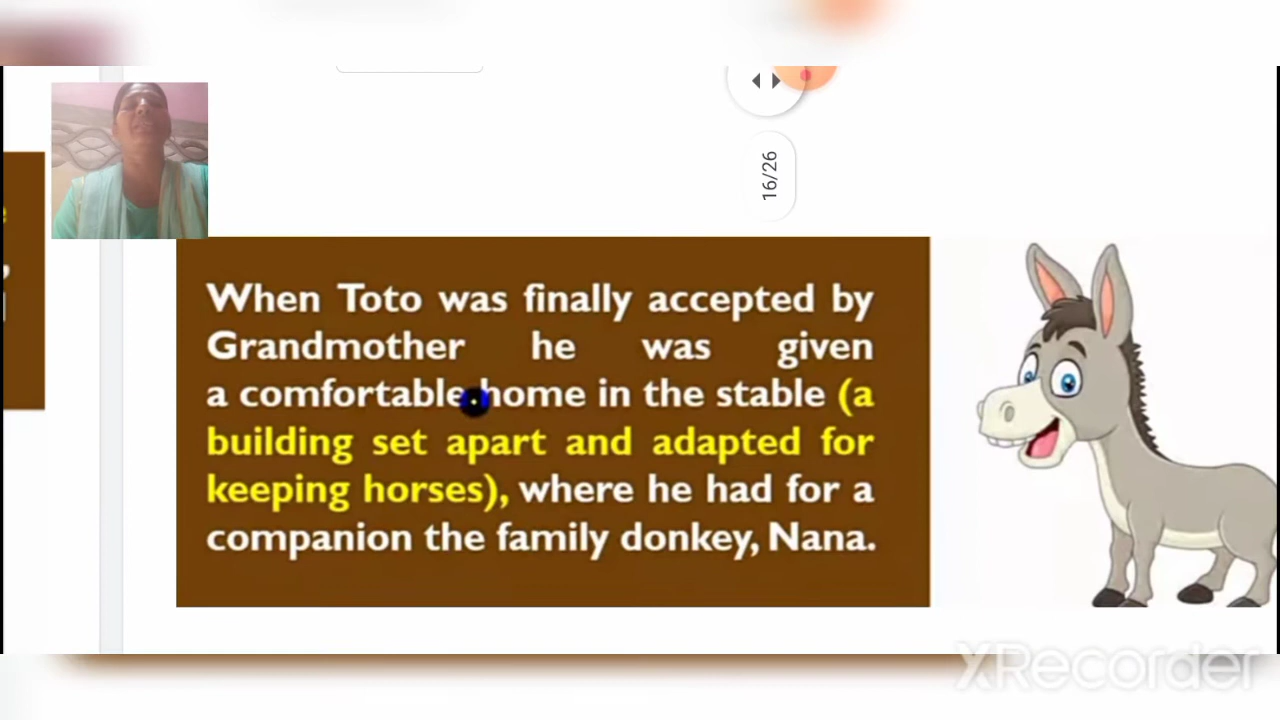 16/26
When Toto was finally accepted by
Grandmother he was given
a comfortable home in the stable (a
building set apart and adapted for
keeping horses), where he had for a
companion the family donkey, Nana.
XRecorder